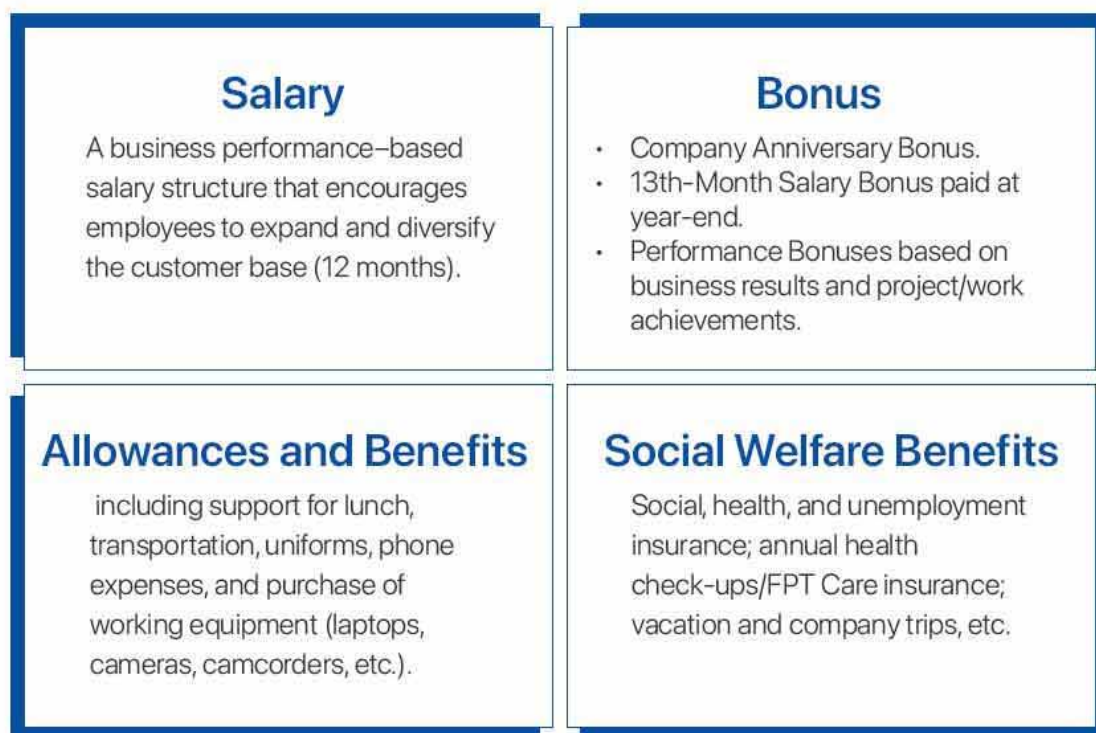 Salary
A business performance–based
salary structure that encourages
employees to expand and diversify
the customer base (12 months).
Bonus
• Company Anniversary Bonus.
• 13th-Month Salary Bonus paid at
year-end.
• Performance Bonuses based on
business results and project/work
achievements.
Allowances and Benefits
including support for lunch,
transportation, uniforms, phone
expenses, and purchase of
working equipment (laptops,
cameras, camcorders, etc.).
Social Welfare Benefits
Social, health, and unemployment
insurance; annual health
check-ups/FPT Care insurance;
vacation and company trips, etc.